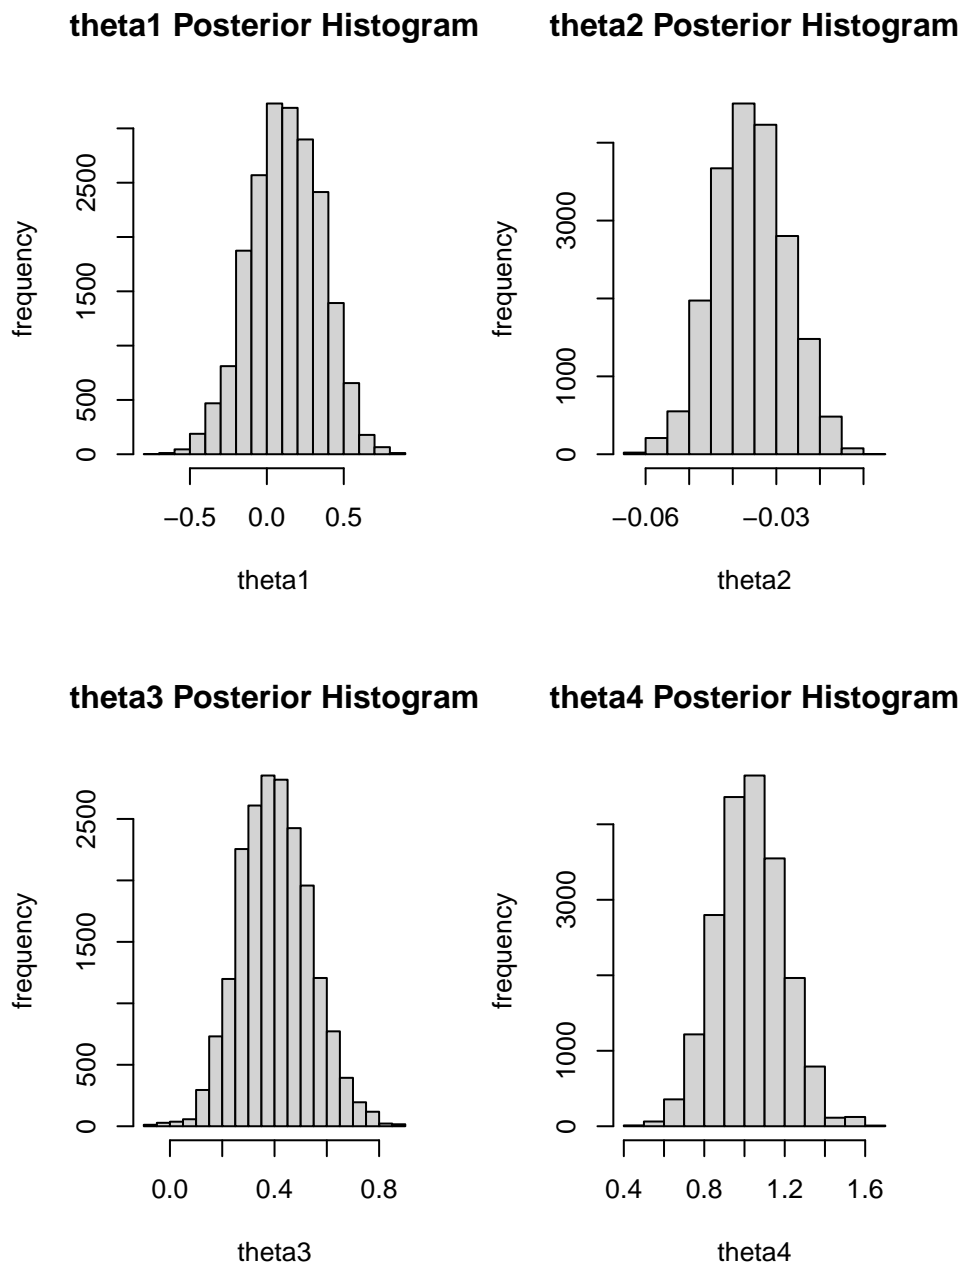 theta1 Posterior Histogram
frequency
0 500 1500 2500
−0.5 0.0 0.5
theta1
theta2 Posterior Histogram
frequency
0 1000 3000
−0.06 −0.03
theta2
theta3 Posterior Histogram
frequency
0 500 1500 2500
0.0 0.4 0.8
theta3
theta4 Posterior Histogram
frequency
0 1000 3000
0.4 0.8 1.2 1.6
theta4